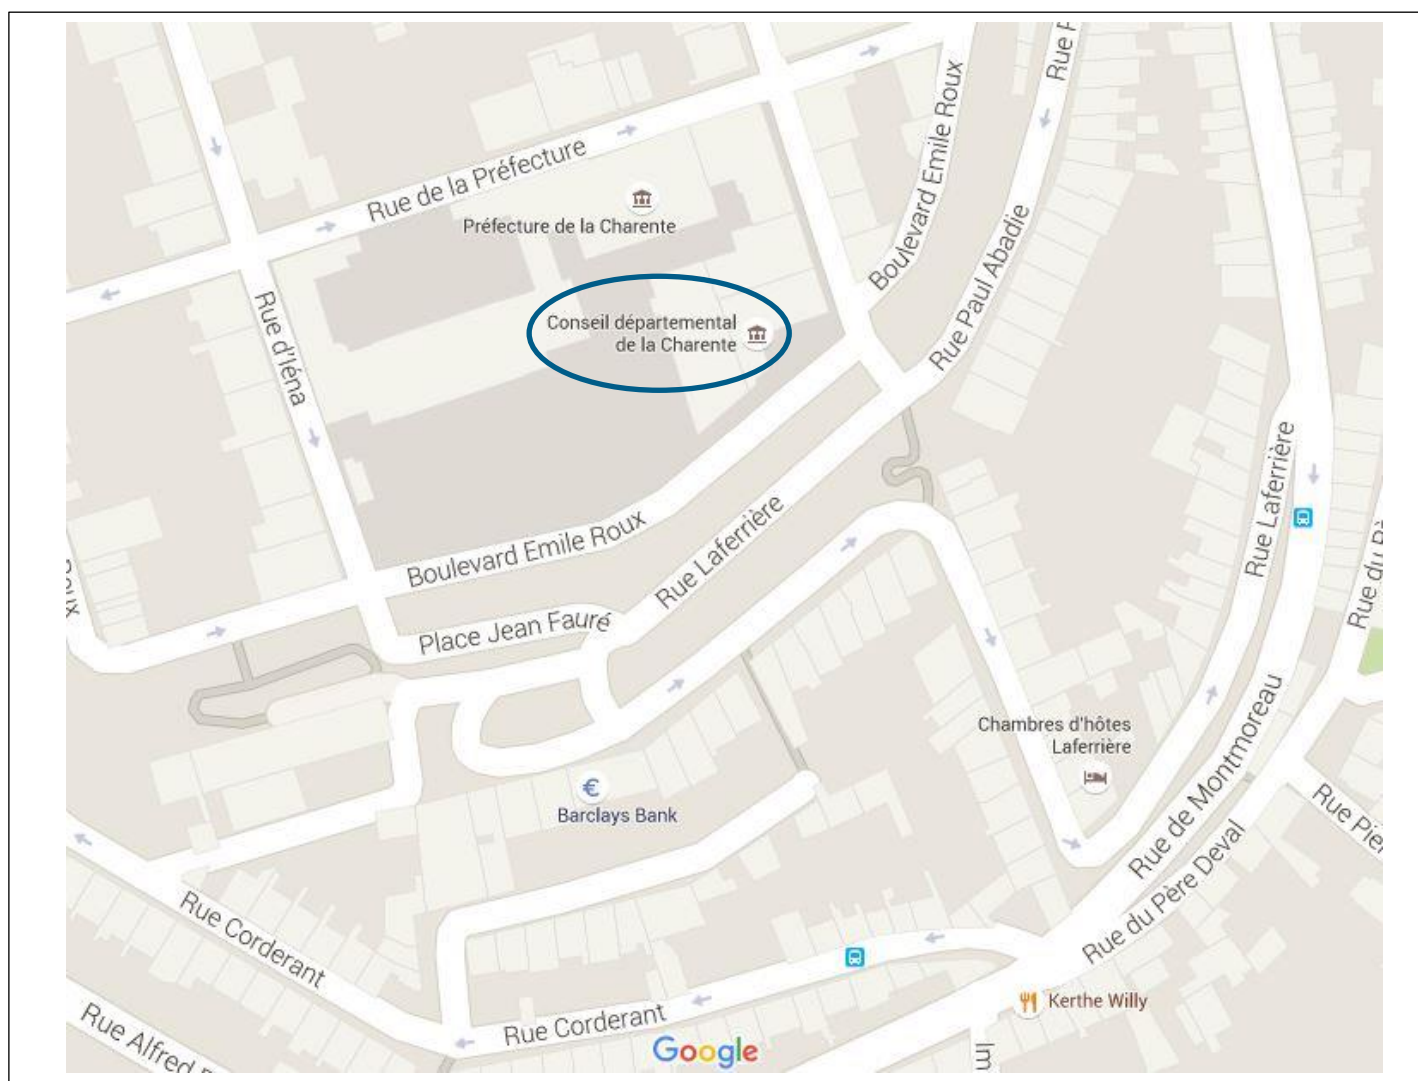 Rue de la Préfecture
Préfecture de la Charente
Boulevard Emile Roux
Rue Paul Abadie
Rue d'Iéna
Conseil départemental
de la Charente
Rue Laferrière
Boulevard Emile Roux
Rue Laferrière
Place Jean Fauré
Chambres d'hôtes
Laferrière
Rue de Montmoreau
€
Barclays Bank
Rue du Père Deval
Rue Corderant
Rue Corderant
Kerthe Willy
Rue Alfred
Google